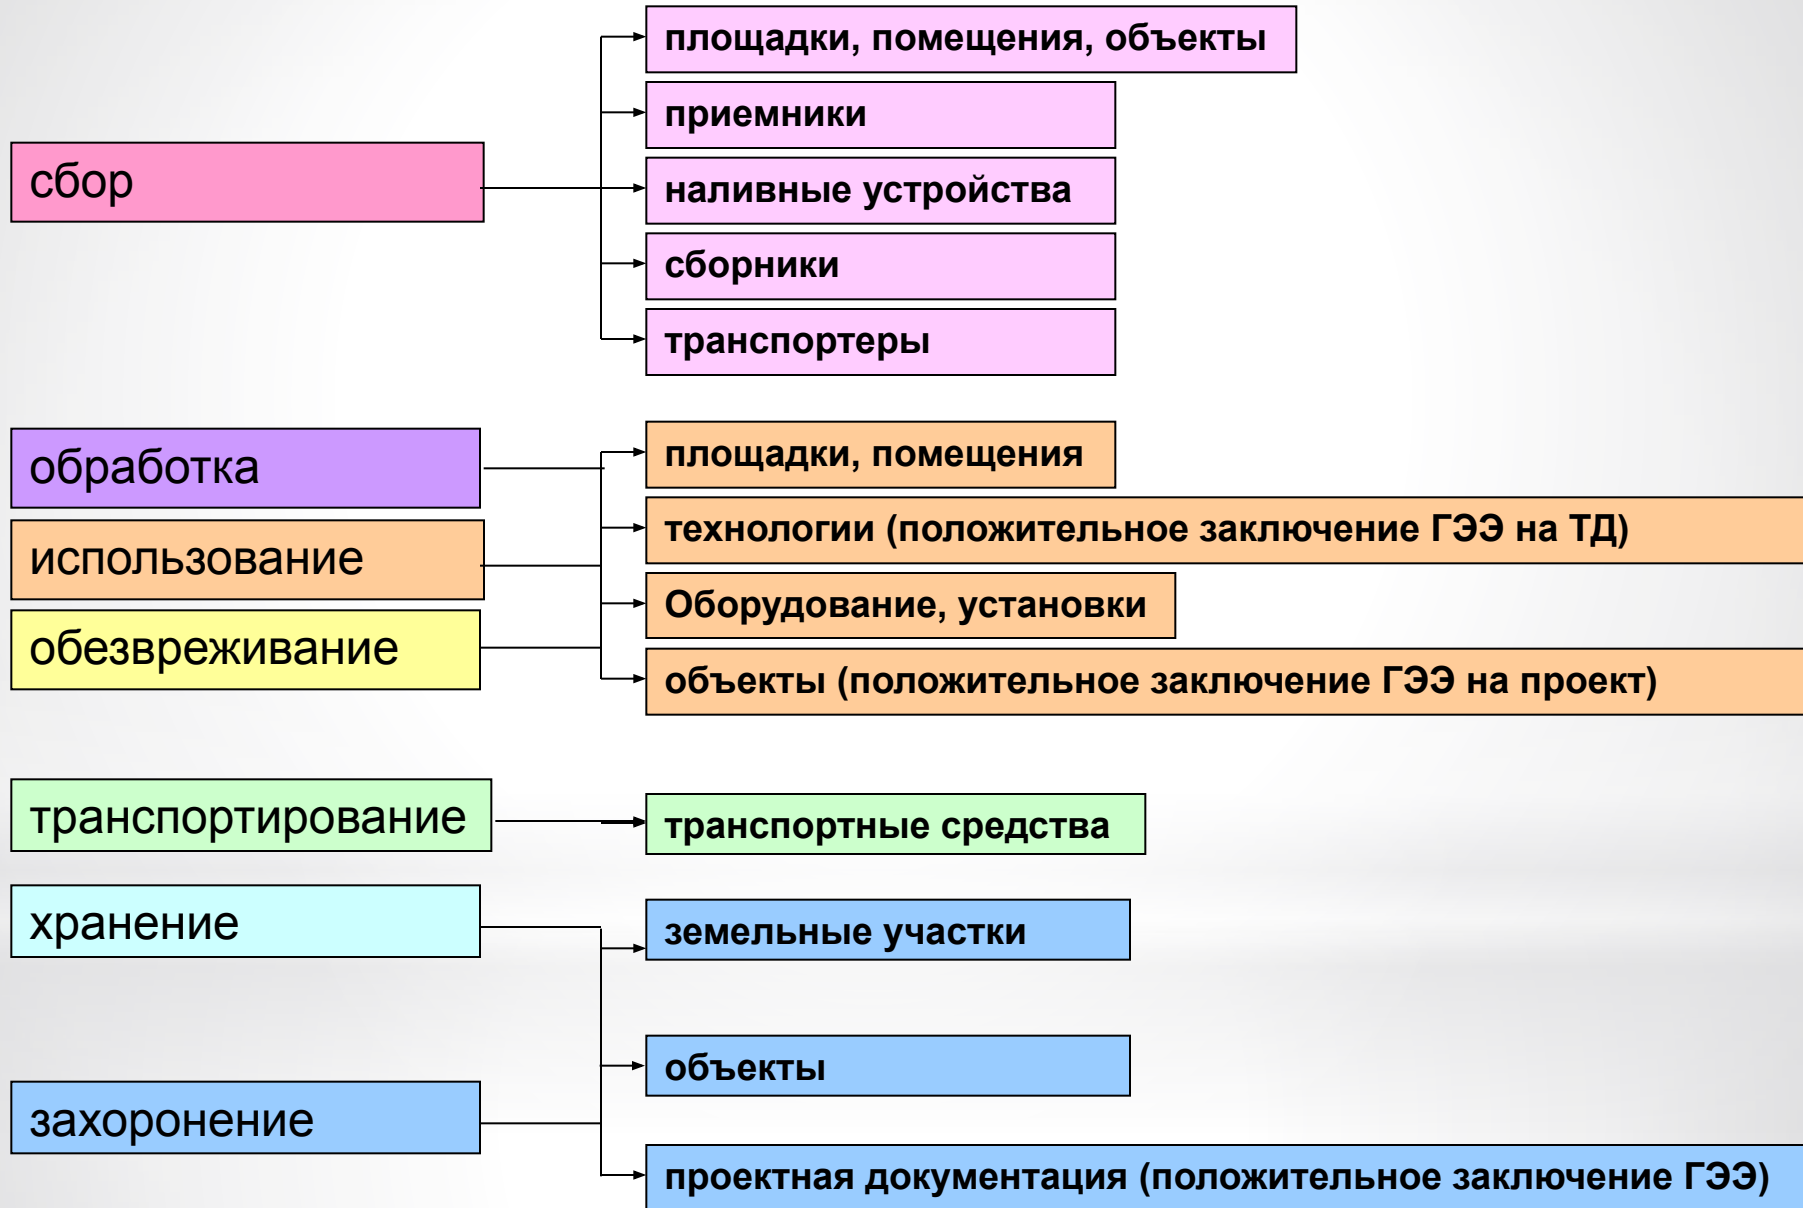 сбор
площадки, помещения, объекты
приемники
наливные устройства
сборники
транспортеры
обработка
использование
обезвреживание
площадки, помещения
технологии (положительное заключение ГЭЭ на ТД)
Оборудование, установки
объекты (положительное заключение ГЭЭ на проект)
транспортирование
транспортные средства
хранение
захоронение
земельные участки
объекты
проектная документация (положительное заключение ГЭЭ)